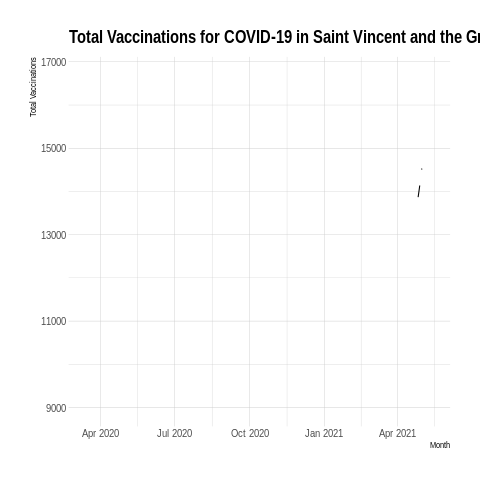 Total Vaccinations for COVID-19 in Saint Vincent and the Gr
Total Vaccinations
17000
15000
13000
11000
9000
Apr 2020
Jul 2020
Oct 2020
Jan 2021
Apr 2021
Month